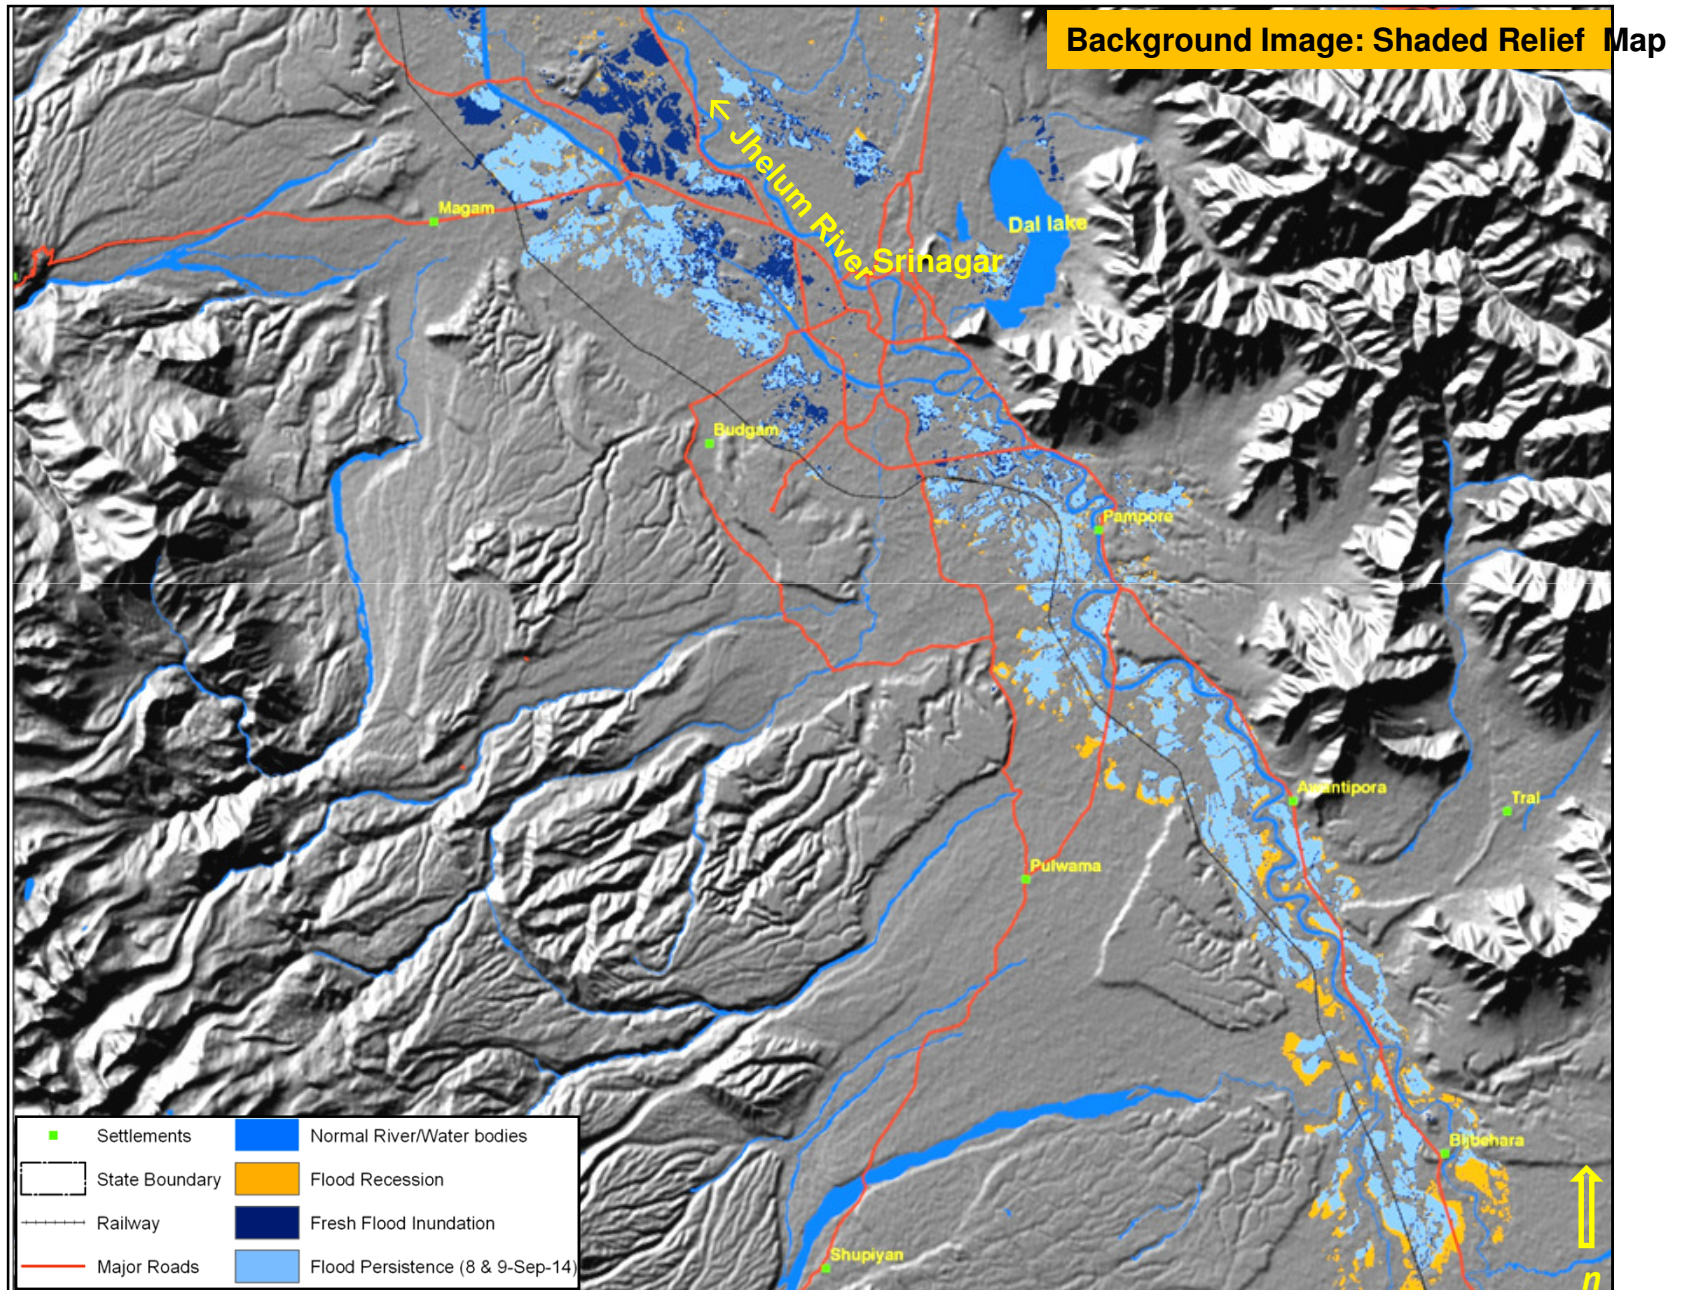 Background Image: Shaded Relief Map
Jhelum River
Magam
Dal lake
Srinagar
Budgam
Pampore
Awantipora
Tral
Pulwama
Bijbehara
Shupiyan
n
Settlements
Normal River/Water bodies
State Boundary
Flood Recession
Railway
Fresh Flood Inundation
Major Roads
Flood Persistence (8 & 9-Sep-14)